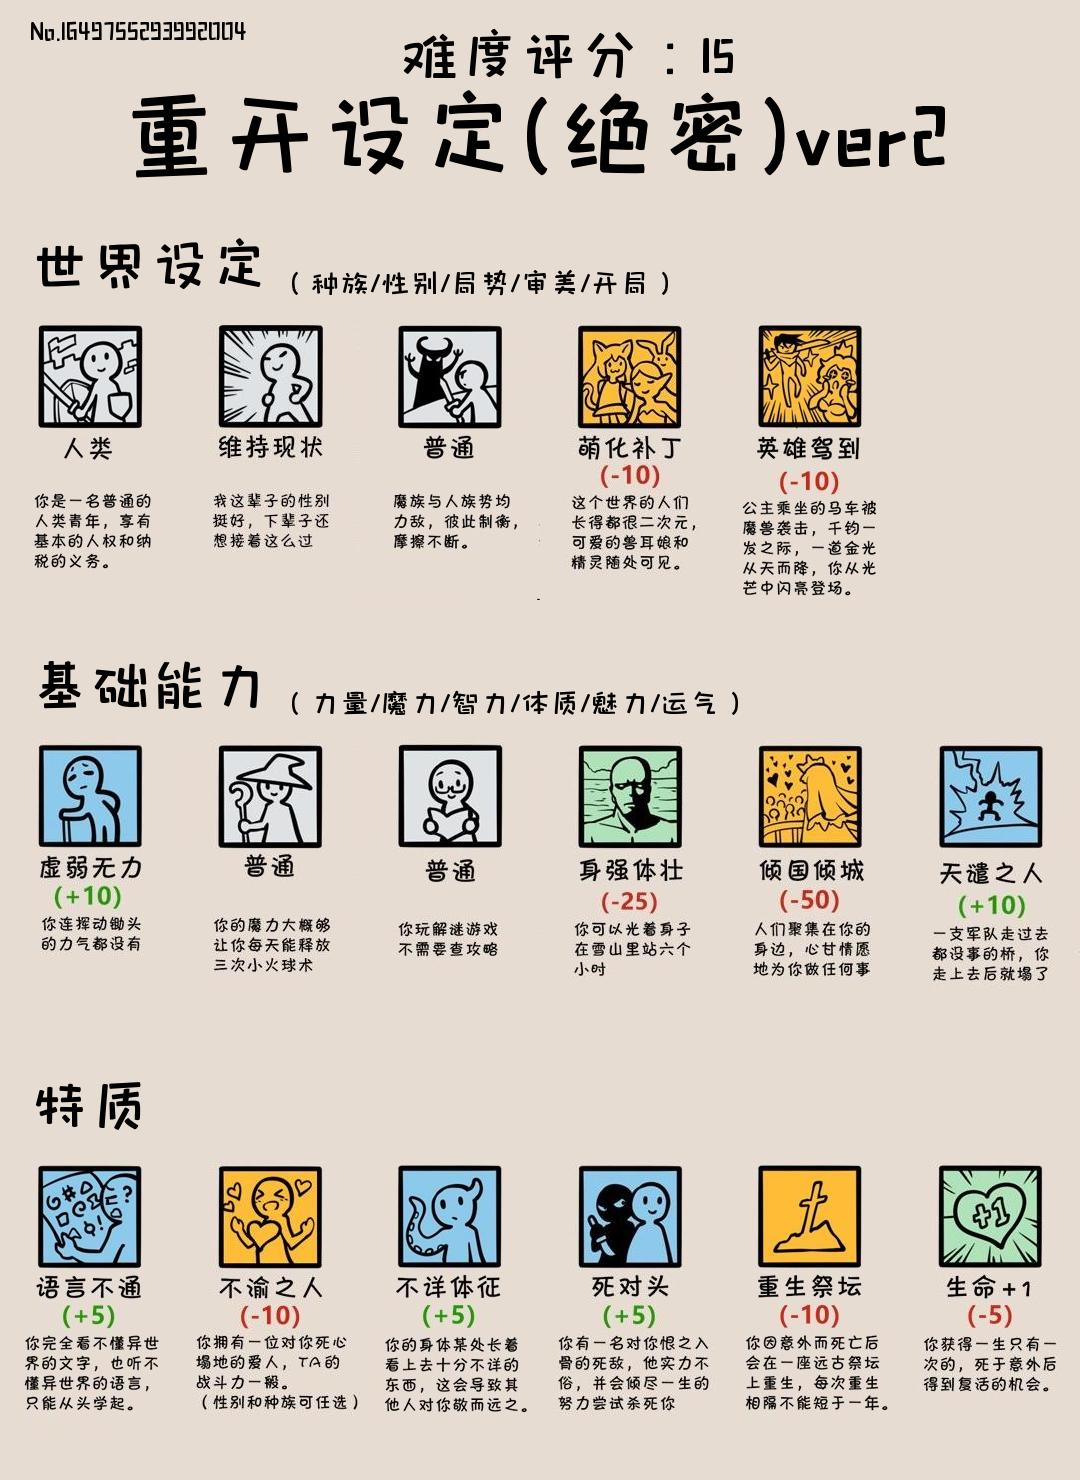 No.1649755293992004
难度评分:15
重开设定(绝密)ver2
世界设定
(种族/性别/局势/审美/开局)
人类
你是一名普通的
人类青年,享有
基本的人权和纳
税的义务。
维持现状
我这辈子的性别
挺好,下辈子还
想接着这么过
普通
魔族与人族势均
力敌,彼此制衡,
摩擦不断。
萌化补丁
(-10)
这个世界的人们
长得都很二次元,
可爱的兽耳娘和
精灵随处可见。
英雄驾到
(-10)
公主乘坐的马车被
魔兽袭击,千钧一
发之际,一道金光
从天而降,你从光
芒中闪亮登场。
基础能力
(力量/魔力/智力/体质/魅力/运气)
虚弱无力
(+10)
你连挥动锄头
的力气都没有
普通
你的魔力大概够
让你每天能释放
三次小火球术
普通
你玩解谜游戏
不需要查攻略
身强体壮
(-25)
你可以光着身子
在雪山里站六个
小时
倾国倾城
(-50)
人们聚集在你的
身边,心甘情愿
地为你做任何事
天谴之人
(+10)
一支军队走过去
都没事的桥,你
走上去后就塌了
特质
语言不通
(+5)
你完全看不懂异世
界的文字,也听不
懂异世界的语言,
只能从头学起。
不渝之人
(-10)
你拥有一位对你死心
塌地的爱人,TA的
战斗力一般。
(性别和种族可任选)
不详体征
(+5)
你的身体某处长着
看上去十分不详的
东西,这会导致其
他人对你敬而远之。
死对头
(+5)
你有一名对你恨之入
骨的死敌,他实力不
俗,并会倾尽一生的
努力尝试杀死你
重生祭坛
(-10)
你因意外而死亡后
会在一座远古祭坛
上重生,每次重生
相隔不能短于一年。
+1
生命+1
(-5)
你获得一生只有一
次的,死于意外后
得到复活的机会。